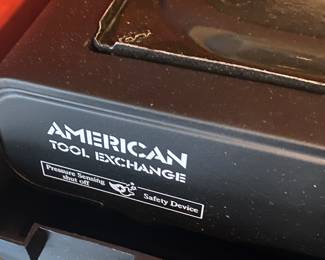 AMERICAN
TOOL EXCHANGE
Pressure Sensing
shut off
Safety Device